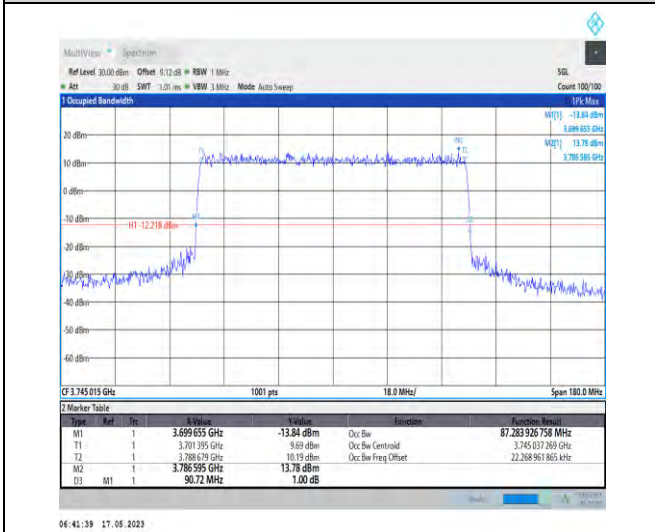 MultiView Spectrum
Ref Level 30.00 dBm Offset 9.12 dB RBW 1 MHz SGL
Att 30 dB SWT 1.01 ms VBW 3 MHz Mode Auto Sweep Count 100/100
1 Occupied Bandwidth 1Pk Max
M1[1] -13.84 dBm
3.699 655 GHz
M2[1] 13.78 dBm
3.786 595 GHz
20 dBm
10 dBm
0 dBm
-10 dBm
H1 -12.218 dBm
-30 dBm
-40 dBm
-50 dBm
-60 dBm
T1
M2
T2
M1
CF 3.745 015 GHz 1001 pts 18.0 MHz/ Span 180.0 MHz
2 Marker Table
Type Ref Trc X-Value Y-Value Function Function Result
M1 1 3.699 655 GHz -13.84 dBm Occ Bw 87.283 926 758 MHz
T1 1 3.701 395 GHz 9.69 dBm Occ Bw Centroid 3.745 037 269 GHz
T2 1 3.788 679 GHz 10.19 dBm Occ Bw Freq Offset 22.268 961 865 kHz
M2 1 3.786 595 GHz 13.78 dBm
D3 M1 1 90.72 MHz 1.00 dB
06:41:39 17.05.2023